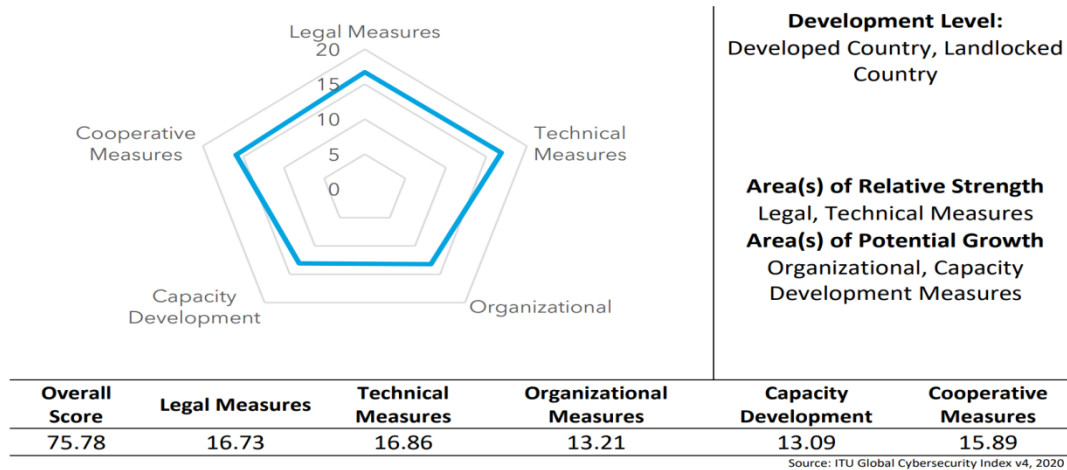 Legal Measures
20
15
10
5
0
Cooperative
Measures
Technical
Measures
Capacity
Development
Organizational
Development Level:
Developed Country, Landlocked
Country
Area(s) of Relative Strength
Legal, Technical Measures
Area(s) of Potential Growth
Organizational, Capacity
Development Measures
Overall
Score
Legal Measures
Technical
Measures
Organizational
Measures
Capacity
Development
Cooperative
Measures
75.78 16.73 16.86 13.21 13.09 15.89
Source: ITU Global Cybersecurity Index v4, 2020